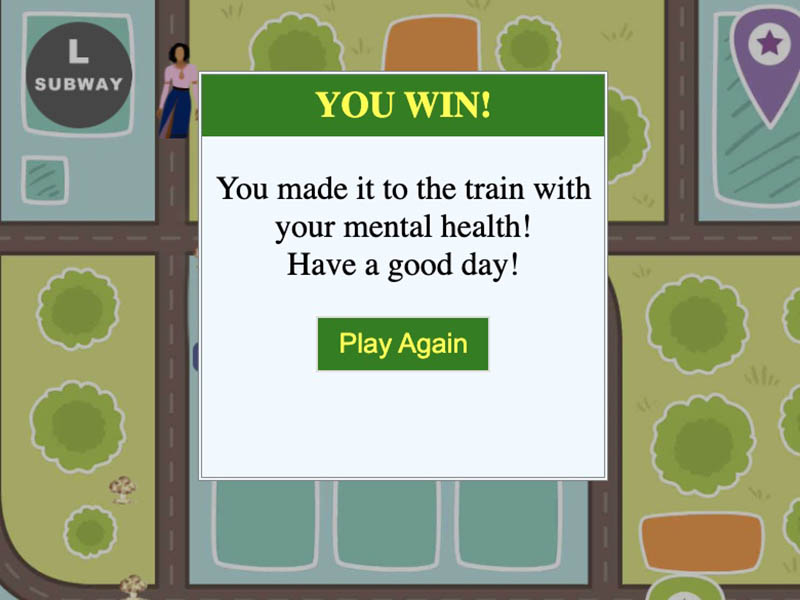 L
SUBWAY
YOU WIN!
You made it to the train with
your mental health!
Have a good day!
Play Again